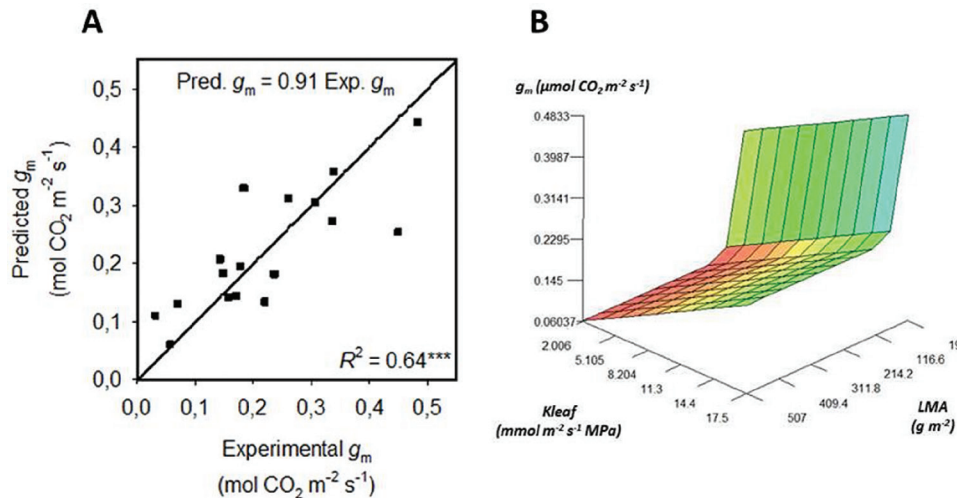 A
Pred. gm = 0.91 Exp. gm
0,5
0,4
0,3
0,2
0,1
0,0
Predicted gm
(mol CO2 m-2 s-1)
R2 = 0.64***
0,0 0,1 0,2 0,3 0,4 0,5
Experimental gm
(mol CO2 m-2 s-1)
B
gm (µmol CO2 m-2 s-1)
0.4833
0.3987
0.3141
0.2295
0.145
0.06037
2.006
5.105
8.204
11.3
14.4
17.5
Kleaf
(mmol m-2 s-1 MPa)
507
409.4
311.8
214.2
116.6
19
LMA
(g m-2)